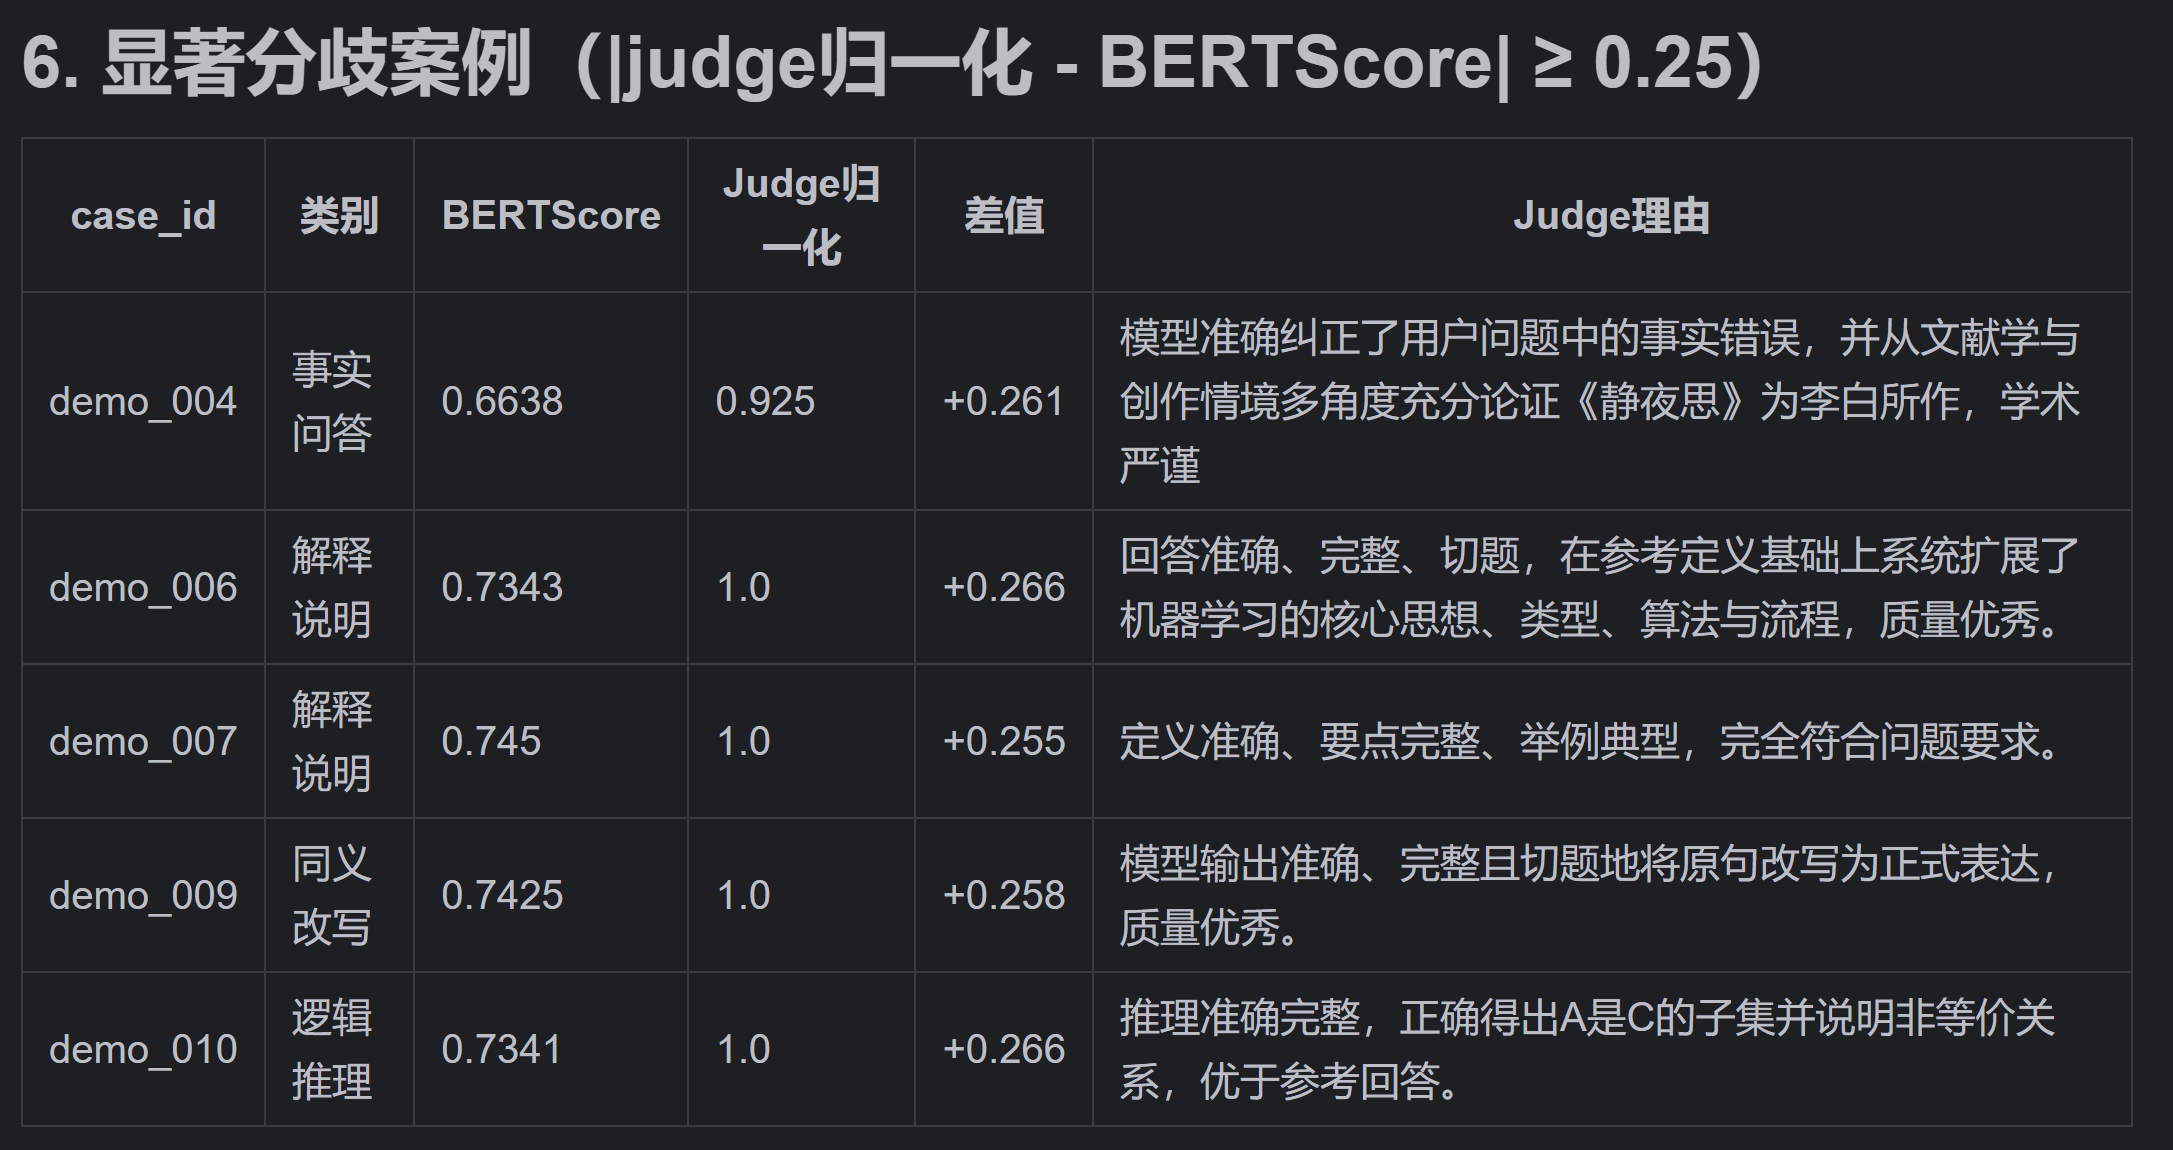 6. 显著分歧案例（|judge归一化 - BERTScore| ≥ 0.25）
case_id 类别 BERTScore Judge归一化 差值 Judge理由
demo_004 事实问答 0.6638 0.925 +0.261 模型准确纠正了用户问题中的事实错误，并从文献学与
创作情境多角度充分论证《静夜思》为李白所作，学术
严谨
demo_006 解释说明 0.7343 1.0 +0.266 回答准确、完整、切题，在参考定义基础上系统扩展了
机器学习的核心思想、类型、算法与流程，质量优秀。
demo_007 解释说明 0.745 1.0 +0.255 定义准确、要点完整、举例典型，完全符合问题要求。
demo_009 同义改写 0.7425 1.0 +0.258 模型输出准确、完整且切题地将原句改写为正式表达，
质量优秀。
demo_010 逻辑推理 0.7341 1.0 +0.266 推理准确完整，正确得出A是C的子集并说明非等价关
系，优于参考回答。